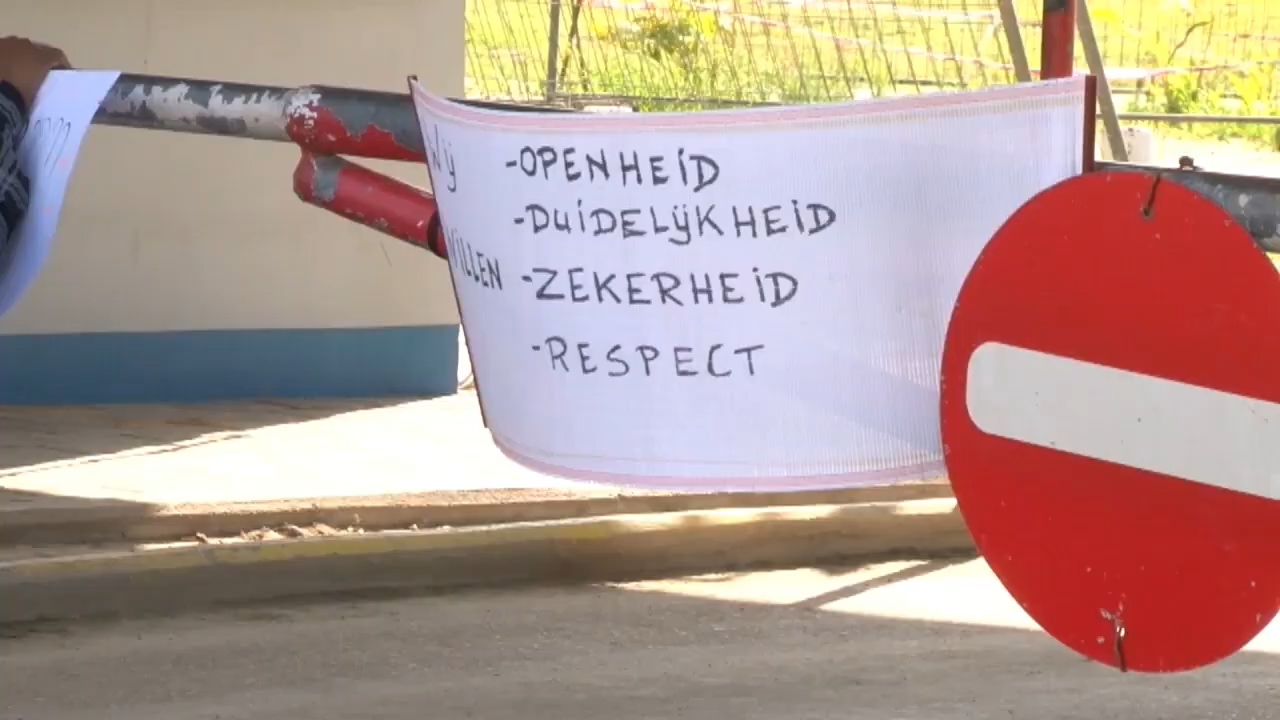 Wij
-OPENHEID
-DUIDELIJKHEID
WILLEN
-ZEKERHEID
-RESPECT